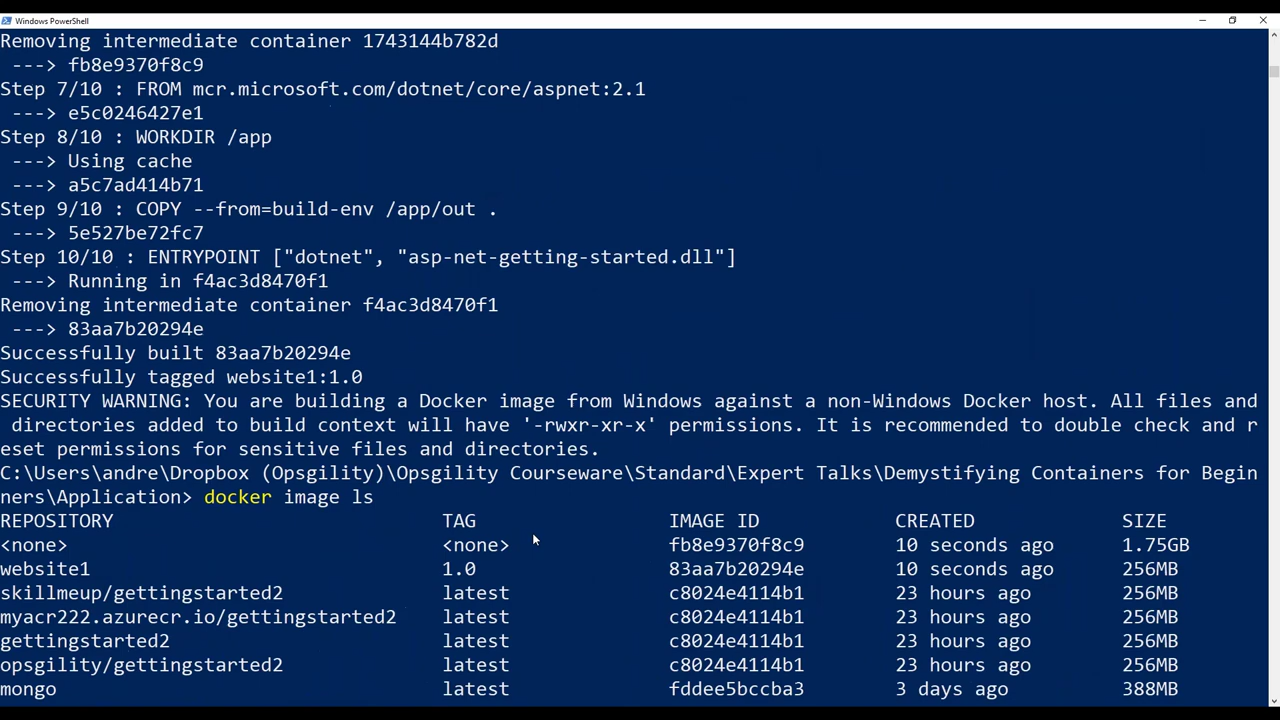 Windows PowerShell
Removing intermediate container 1743144b782d
---> fb8e9370f8c9
Step 7/10 : FROM mcr.microsoft.com/dotnet/core/aspnet:2.1
---> e5c0246427e1
Step 8/10 : WORKDIR /app
---> Using cache
---> a5c7ad414b71
Step 9/10 : COPY --from=build-env /app/out .
---> 5e527be72fc7
Step 10/10 : ENTRYPOINT ["dotnet", "asp-net-getting-started.dll"]
---> Running in f4ac3d8470f1
Removing intermediate container f4ac3d8470f1
---> 83aa7b20294e
Successfully built 83aa7b20294e
Successfully tagged website1:1.0
SECURITY WARNING: You are building a Docker image from Windows against a non-Windows Docker host. All files and
directories added to build context will have '-rwxr-xr-x' permissions. It is recommended to double check and r
eset permissions for sensitive files and directories.
C:\Users\andre\Dropbox (Opsgility)\Opsgility Courseware\Standard\Expert Talks\Demystifying Containers for Begin
ners\Application> docker image ls
REPOSITORY TAG IMAGE ID CREATED SIZE
<none> <none> fb8e9370f8c9 10 seconds ago 1.75GB
website1 1.0 83aa7b20294e 10 seconds ago 256MB
skillmeup/gettingstarted2 latest c8024e4114b1 23 hours ago 256MB
myacr222.azurecr.io/gettingstarted2 latest c8024e4114b1 23 hours ago 256MB
gettingstarted2 latest c8024e4114b1 23 hours ago 256MB
opsgility/gettingstarted2 latest c8024e4114b1 23 hours ago 256MB
mongo latest fddee5bccba3 3 days ago 388MB